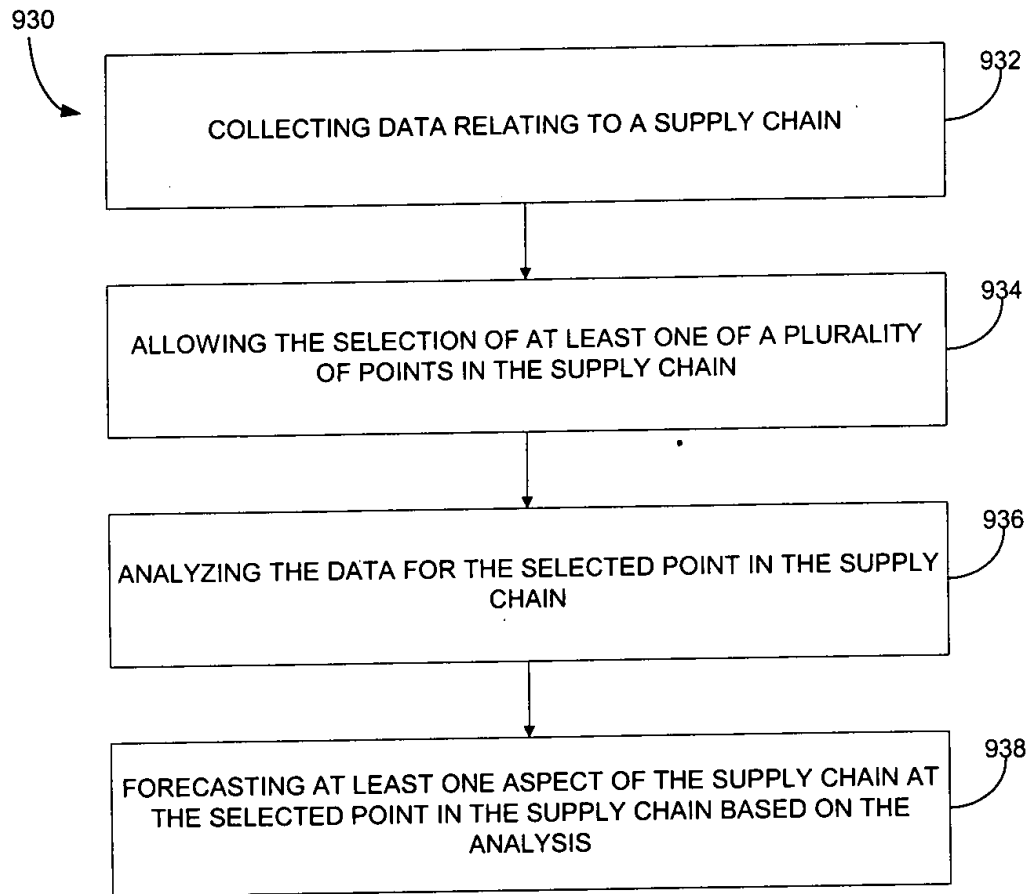 930
932
COLLECTING DATA RELATING TO A SUPPLY CHAIN
934
ALLOWING THE SELECTION OF AT LEAST ONE OF A PLURALITY
OF POINTS IN THE SUPPLY CHAIN
936
ANALYZING THE DATA FOR THE SELECTED POINT IN THE SUPPLY
CHAIN
938
FORECASTING AT LEAST ONE ASPECT OF THE SUPPLY CHAIN AT
THE SELECTED POINT IN THE SUPPLY CHAIN BASED ON THE
ANALYSIS